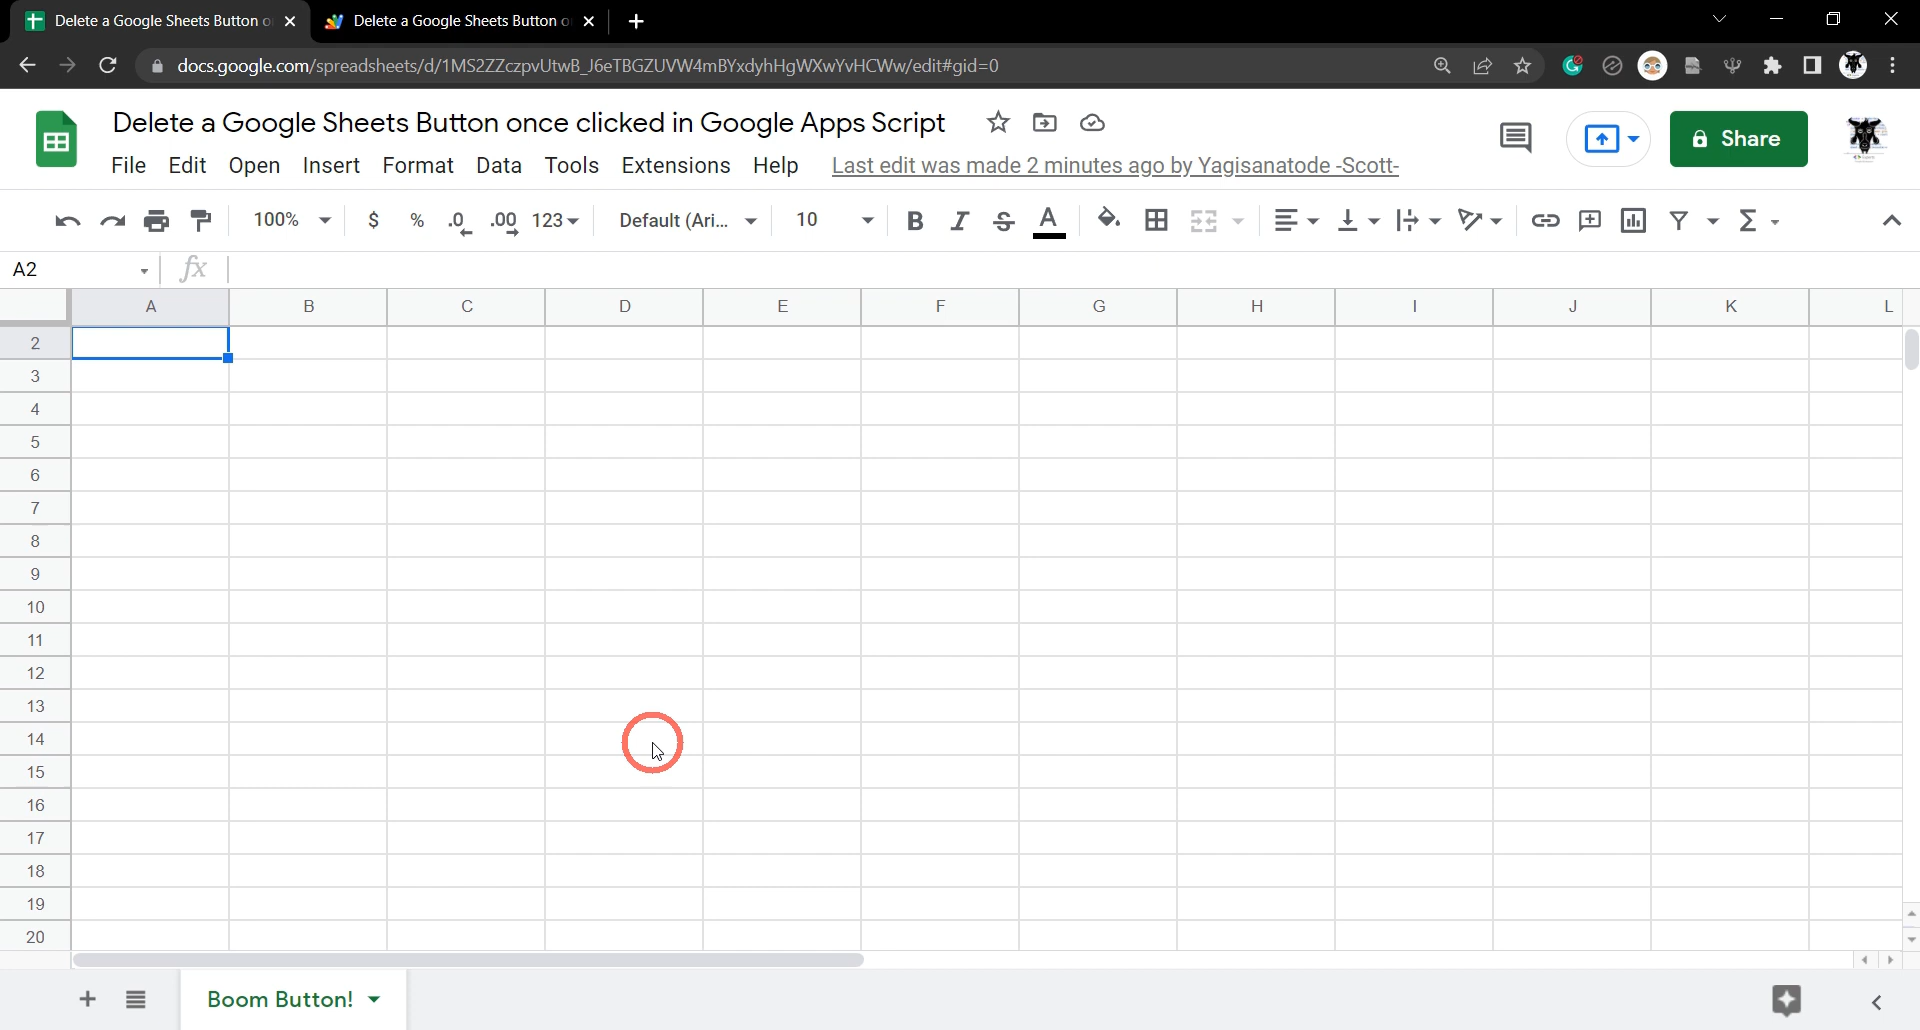 Delete a Google Sheets Button o
Delete a Google Sheets Button o
docs.google.com/spreadsheets/d/1MS2ZZczpvUtwB_J6eTBGZUVW4mBYxdyhHgWXwYvHCWw/edit#gid=0
Delete a Google Sheets Button once clicked in Google Apps Script
File Edit Open Insert Format Data Tools Extensions Help Last edit was made 2 minutes ago by Yagisanatode -Scott-
Share
100% $ % .0 .00 123 Default (Ari... 10 B I S A Σ
A2 fx
A B C D E F G H I J K L
2
3
4
5
6
7
8
9
10
11
12
13
14
15
16
17
18
19
20
Boom Button!